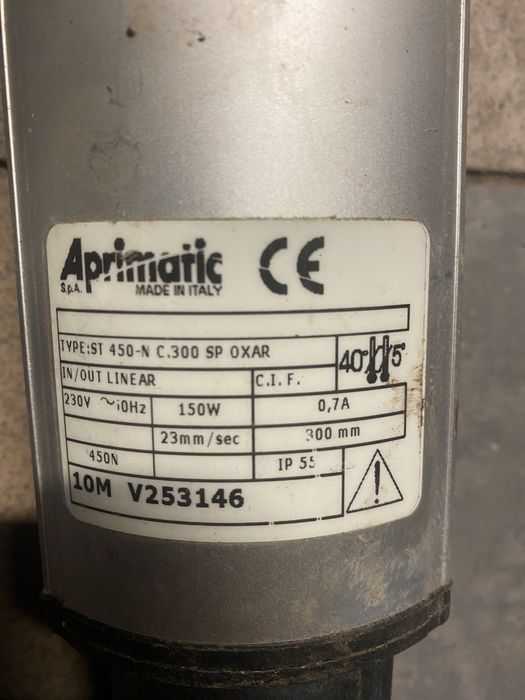 Aprimatic CE
S.p.A. MADE IN ITALY
TYPE:ST 450-N C.300 SP OXAR
IN/OUT LINEAR C.I.F. 40° 5°
230V ~ 150W 0,7A
23mm/sec 300 mm
450N IP 55
10M V253146